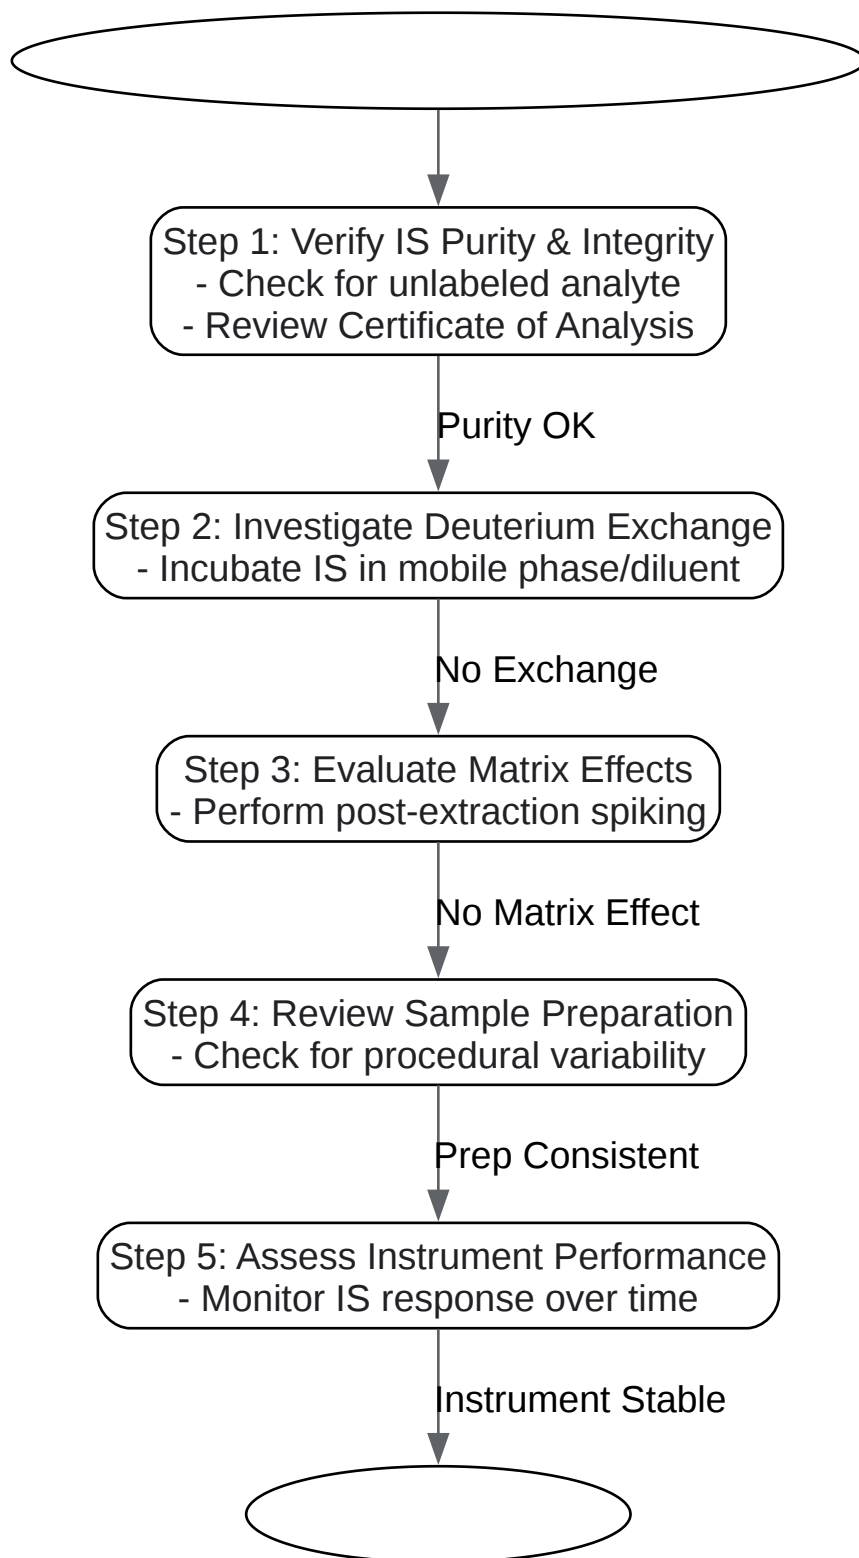 Step 1: Verify IS Purity & Integrity
- Check for unlabeled analyte
- Review Certificate of Analysis
Purity OK
Step 2: Investigate Deuterium Exchange
- Incubate IS in mobile phase/diluent
No Exchange
Step 3: Evaluate Matrix Effects
- Perform post-extraction spiking
No Matrix Effect
Step 4: Review Sample Preparation
- Check for procedural variability
Prep Consistent
Step 5: Assess Instrument Performance
- Monitor IS response over time
Instrument Stable